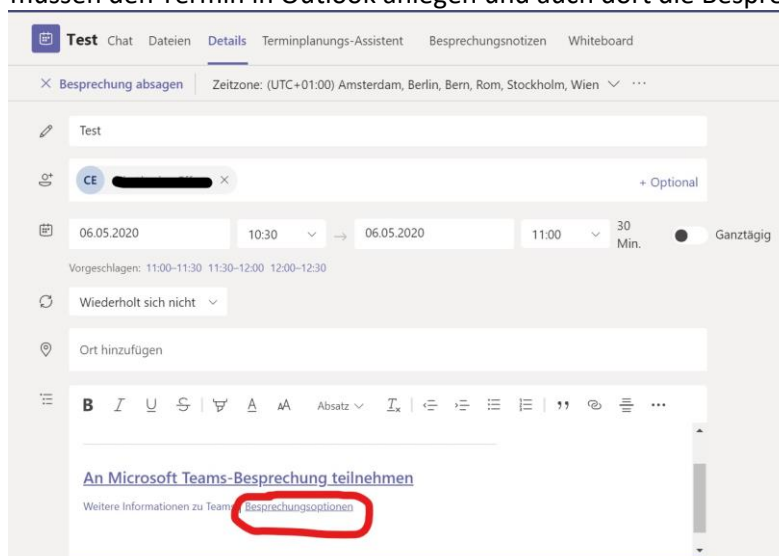 müssen den Termin in Outlook anlegen und auch dort die Bespre
Test Chat Dateien Details Terminplanungs-Assistent Besprechungsnotizen Whiteboard
× Besprechung absagen Zeitzone: (UTC+01:00) Amsterdam, Berlin, Bern, Rom, Stockholm, Wien ...
Test
CE × + Optional
06.05.2020 10:30 → 06.05.2020 11:00 30 Min. Ganztägig
Vorgeschlagen: 11:00–11:30 11:30–12:00 12:00–12:30
Wiederholt sich nicht
Ort hinzufügen
B I U S A AA Absatz Tx ...
An Microsoft Teams-Besprechung teilnehmen
Weitere Informationen zu Teams Besprechungsoptionen